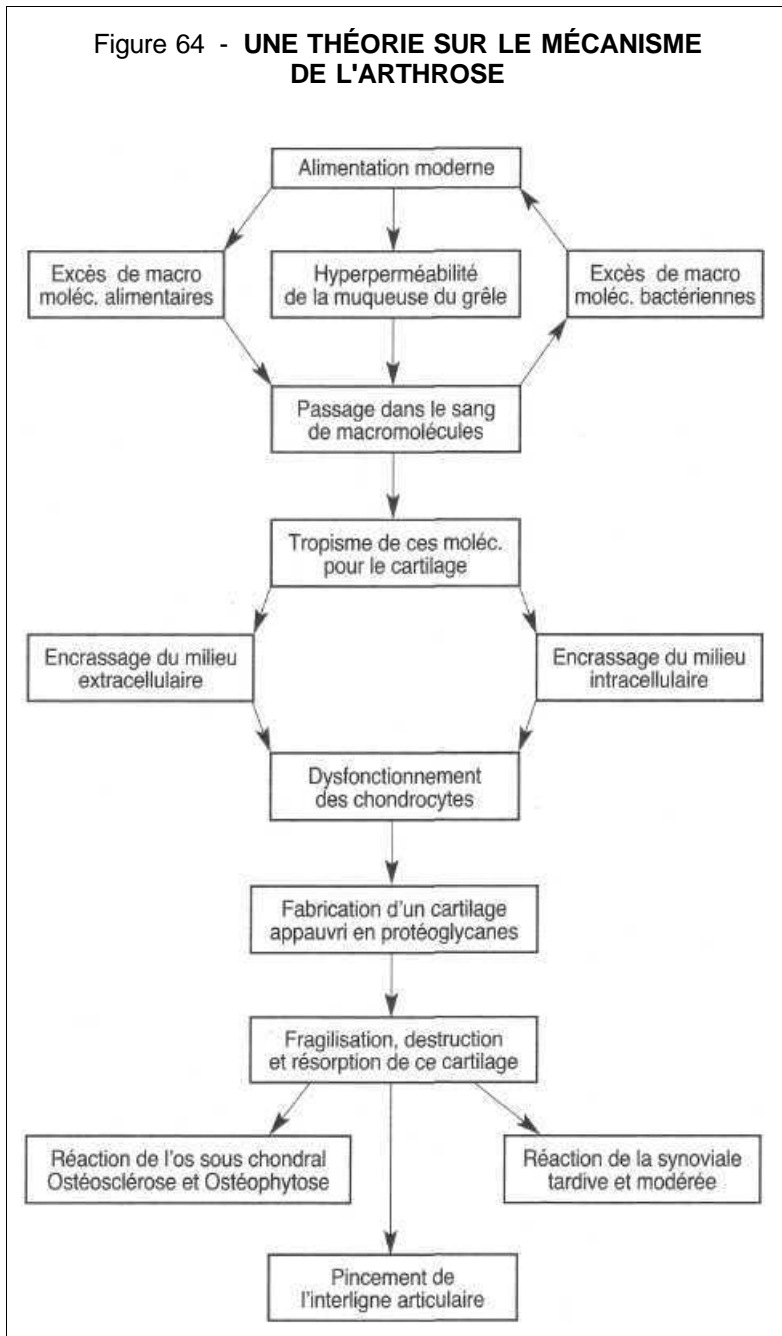 Figure 64 - UNE THÉORIE SUR LE MÉCANISME
DE L'ARTHROSE
Alimentation moderne
Excès de macro
moléc. alimentaires
Hyperperméabilité
de la muqueuse du grêle
Excès de macro
moléc. bactériennes
Passage dans le sang
de macromolécules
Tropisme de ces moléc.
pour le cartilage
Encrassage du milieu
extracellulaire
Encrassage du milieu
intracellulaire
Dysfonctionnement
des chondrocytes
Fabrication d'un cartilage
appauvri en protéoglycanes
Fragilisation, destruction
et résorption de ce cartilage
Réaction de l'os sous chondral
Ostéosclérose et Ostéophytose
Réaction de la synoviale
tardive et modérée
Pincement de
l'interligne articulaire